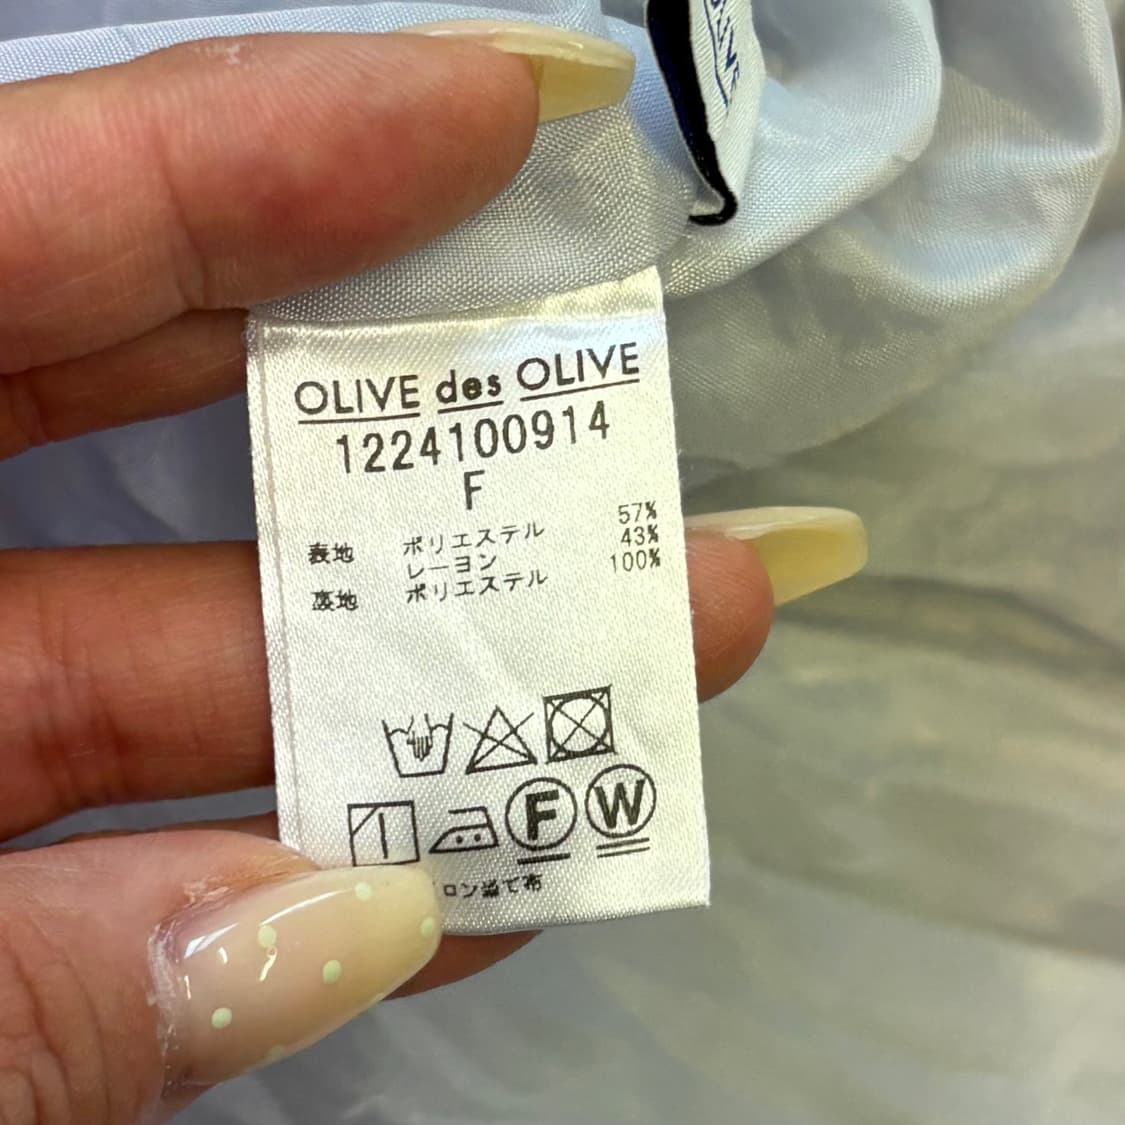 OLIVE
OLIVE des OLIVE
1224100914
F
表地 ポリエステル 57%
レーヨン 43%
裏地 ポリエステル 100%
F W
ロン当て布